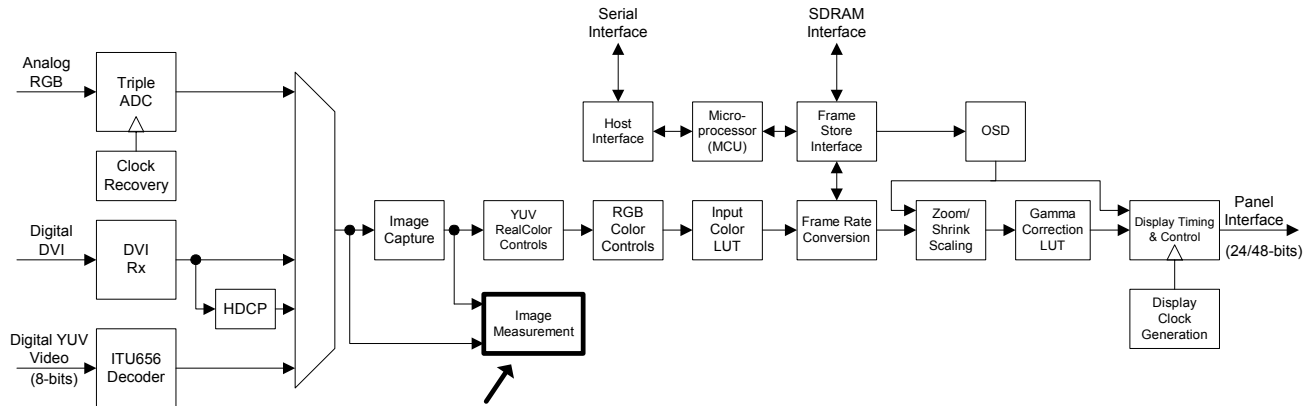 Serial
Interface
SDRAM
Interface
Analog
RGB
Triple
ADC
Clock
Recovery
Host
Interface
Micro-
processor
(MCU)
Frame
Store
Interface
OSD
Digital
DVI
DVI
Rx
HDCP
Image
Capture
YUV
RealColor
Controls
RGB
Color
Controls
Input
Color
LUT
Frame Rate
Conversion
Zoom/
Shrink
Scaling
Gamma
Correction
LUT
Display Timing
& Control
Panel
Interface
(24/48-bits)
Image
Measurement
Display
Clock
Generation
Digital YUV
Video
(8-bits)
ITU656
Decoder